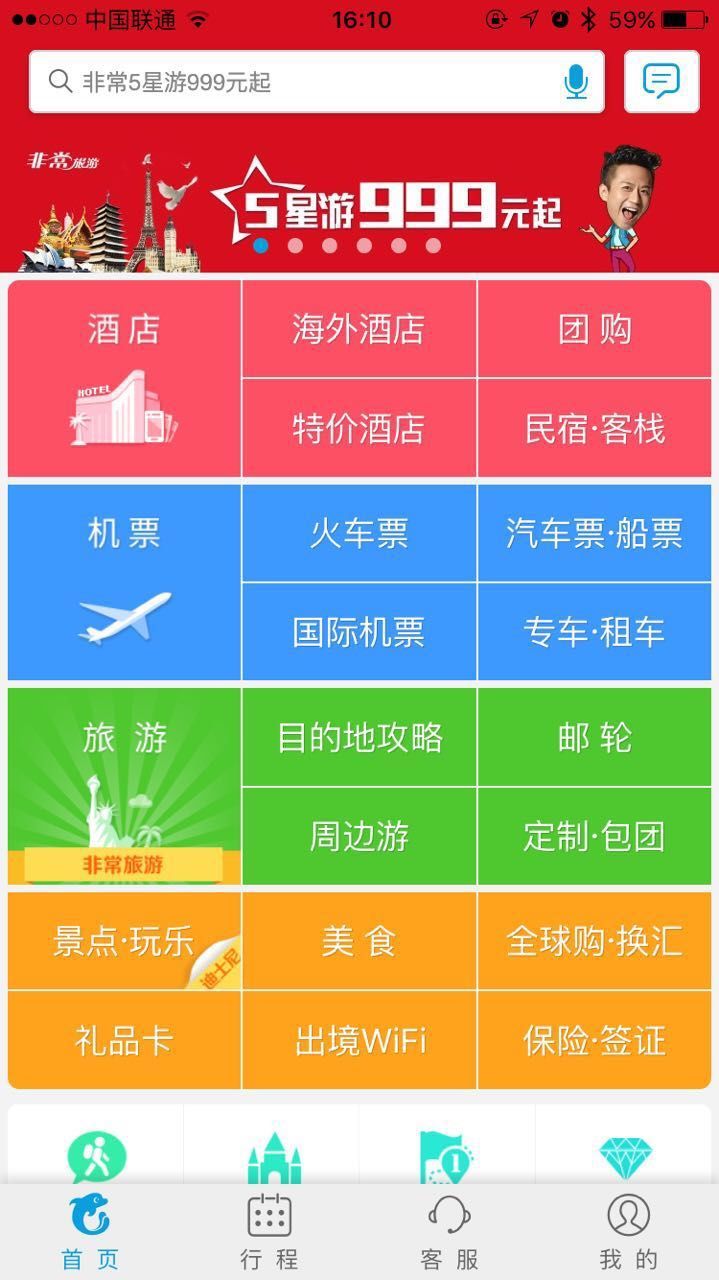 中国联通 16:10 59%
非常5星游999元起
非常旅游
5星游999元起
酒店 海外酒店 团购
HOTEL
特价酒店 民宿·客栈
机票 火车票 汽车票·船票
国际机票 专车·租车
旅游 目的地攻略 邮轮
周边游 定制·包团
非常旅游
景点·玩乐 美食 全球购·换汇
迪士尼
礼品卡 出境WiFi 保险·签证
1
首页 行程 客服 我的